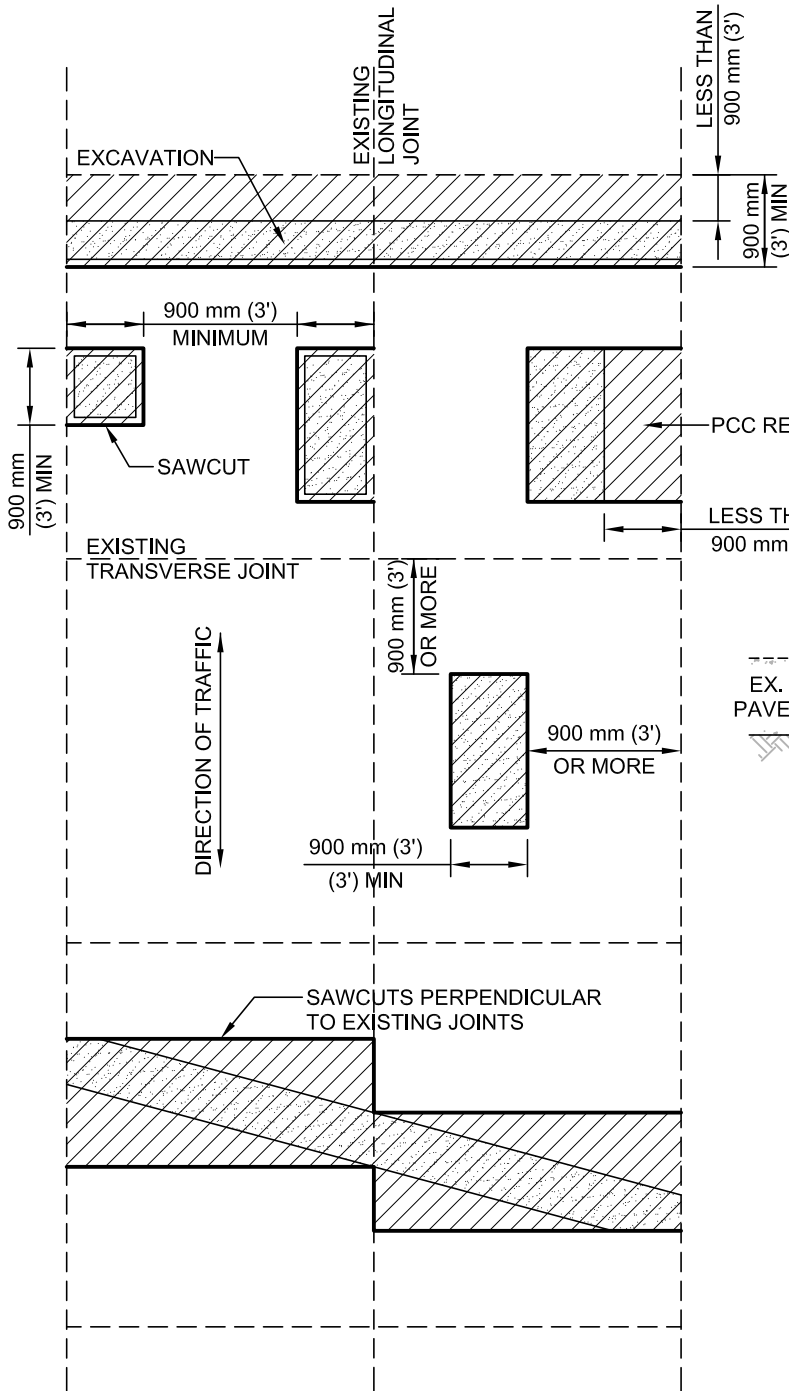 LESS THAN
900 mm (3')
EXISTING
LONGITUDINAL
JOINT
EXCAVATION
900 mm
(3') MIN
900 mm (3')
MINIMUM
900 mm
(3') MIN
SAWCUT
PCC RE
LESS TH
900 mm
EXISTING
TRANSVERSE JOINT
900 mm (3')
OR MORE
DIRECTION OF TRAFFIC
EX.
PAVE
900 mm (3')
OR MORE
900 mm (3')
(3') MIN
SAWCUTS PERPENDICULAR
TO EXISTING JOINTS